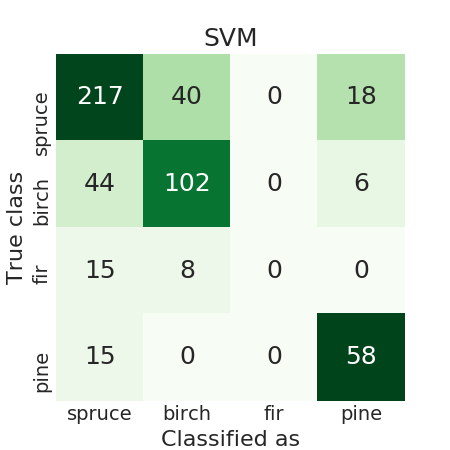 SVM
True class
spruce 217 40 0 18
birch 44 102 0 6
fir 15 8 0 0
pine 15 0 0 58
spruce birch fir pine
Classified as